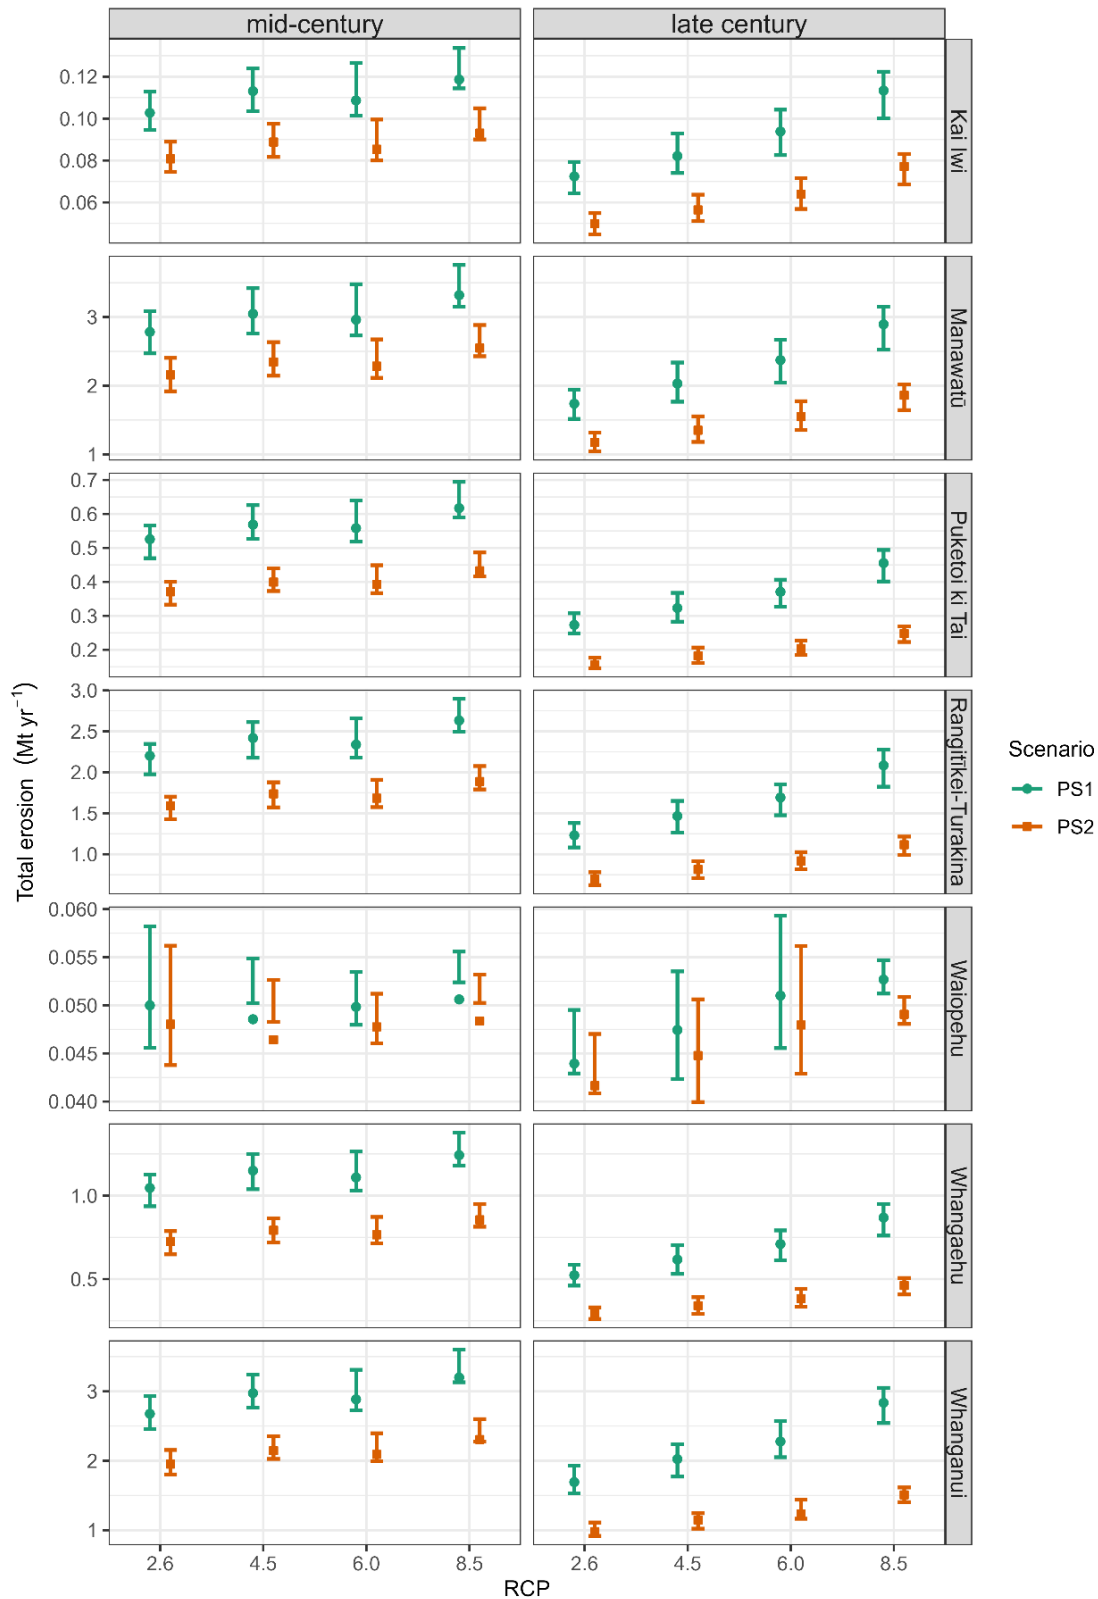 mid-century
late century
0.12
0.10
0.08
0.06
Kai Iwi
3
2
1
Manawatū
0.7
0.6
0.5
0.4
0.3
0.2
Puketoi ki Tai
3.0
2.5
2.0
1.5
1.0
Rangitīkei-Turakina
0.060
0.055
0.050
0.045
0.040
Waiopehu
1.0
0.5
Whangaehu
3
2
1
Whanganui
2.6 4.5 6.0 8.5
2.6 4.5 6.0 8.5
RCP
Total erosion (Mt yr⁻¹)
Scenario
PS1
PS2